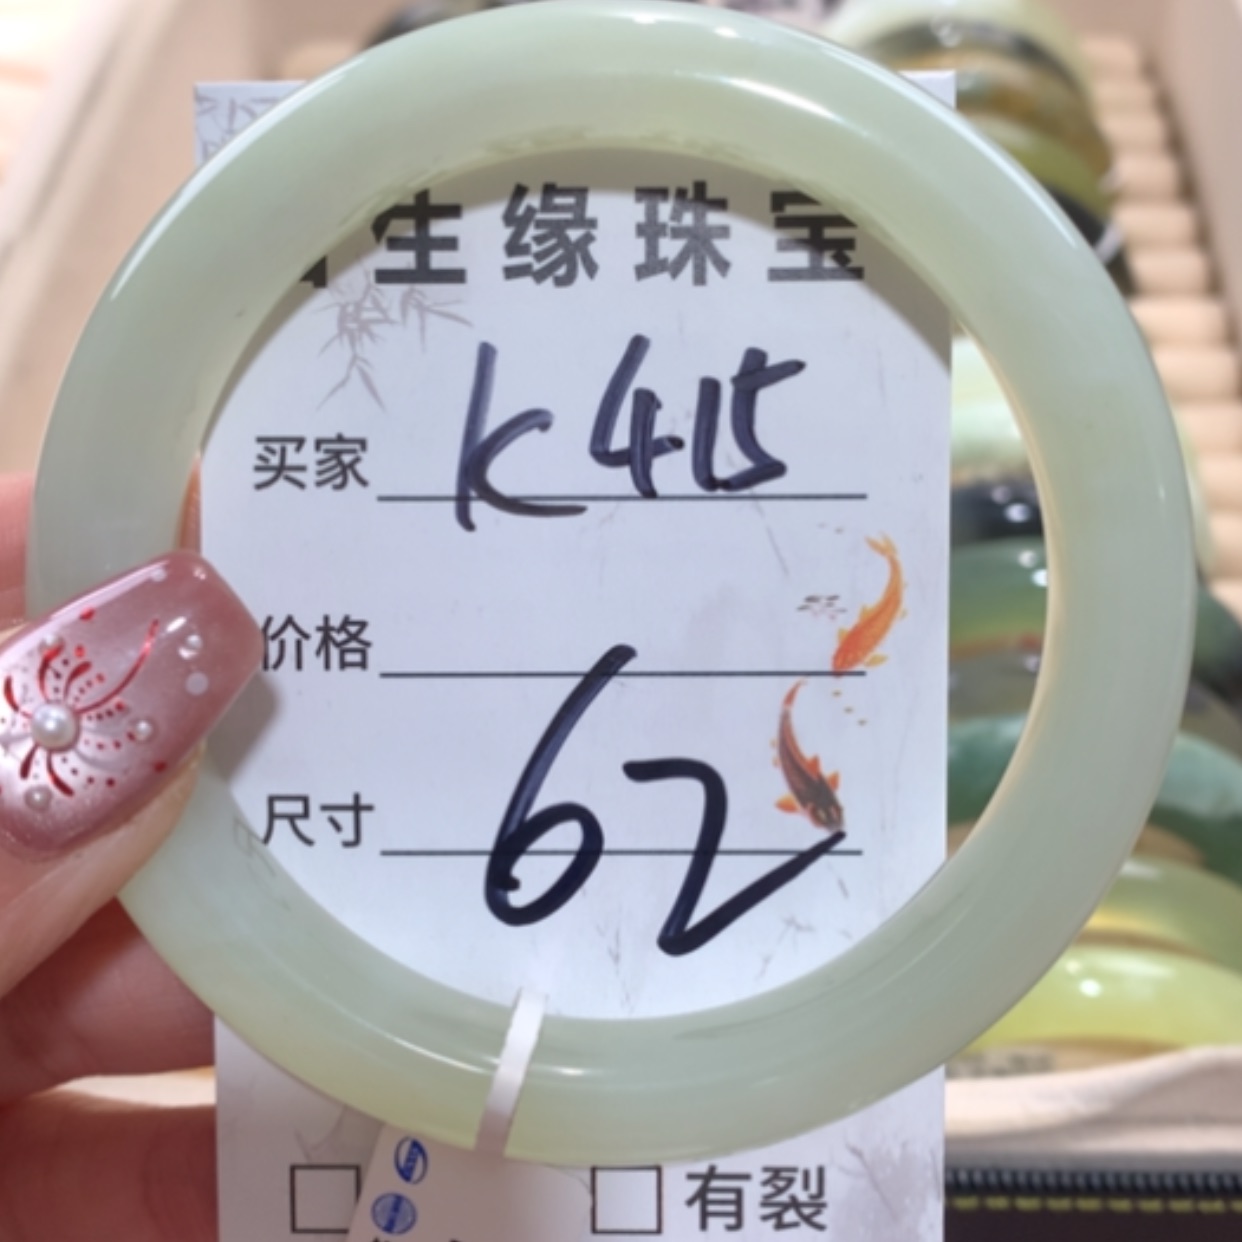 生缘珠宝
买家 K415
价格
尺寸 62
有裂